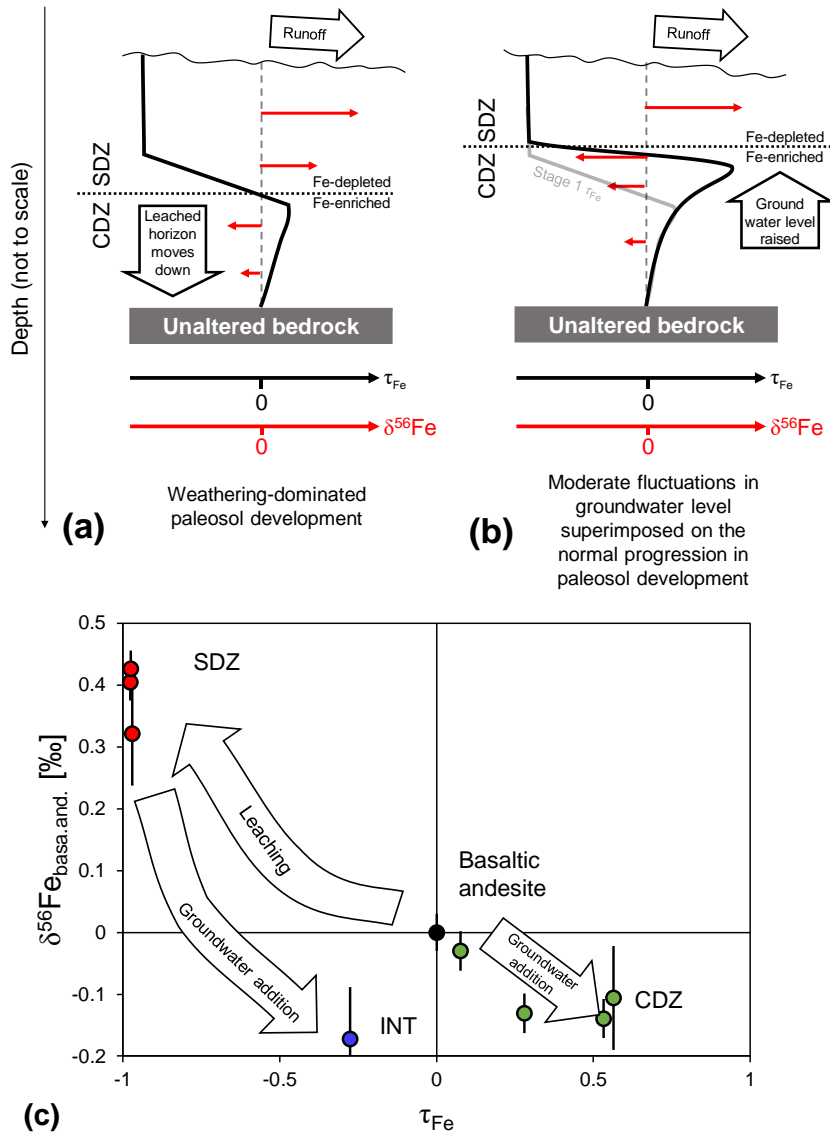 Depth (not to scale)
Runoff
SDZ
CDZ
Fe-depleted
Fe-enriched
Leached
horizon
moves
down
Unaltered bedrock
τFe
0
δ56Fe
0
(a)
Weathering-dominated
paleosol development
Runoff
SDZ
CDZ
Fe-depleted
Fe-enriched
Stage 1 τFe
Ground
water level
raised
Unaltered bedrock
τFe
0
δ56Fe
0
(b)
Moderate fluctuations in
groundwater level
superimposed on the
normal progression in
paleosol development
0.5
0.4
0.3
0.2
0.1
0
-0.1
-0.2
δ56Febasa.and. [‰]
SDZ
Leaching
Groundwater addition
Basaltic
andesite
Groundwater
addition
INT
CDZ
-1
-0.5
0
0.5
1
τFe
(c)